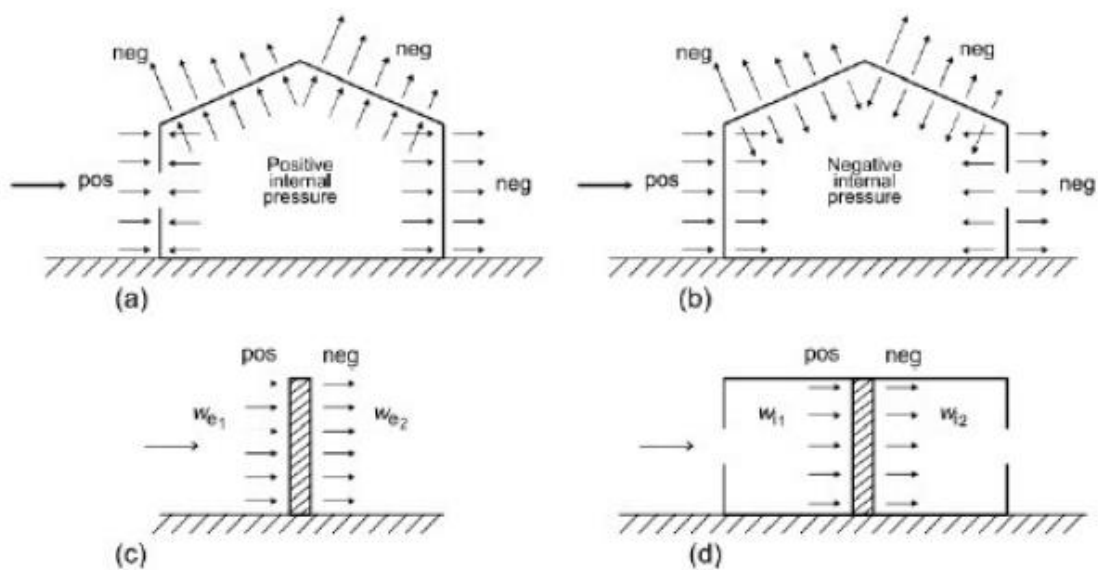 neg
neg
pos
Positive
internal
pressure
neg
(a)
neg
neg
pos
Negative
internal
pressure
neg
(b)
pos neg
we1 we2
(c)
pos neg
wi1 wi2
(d)